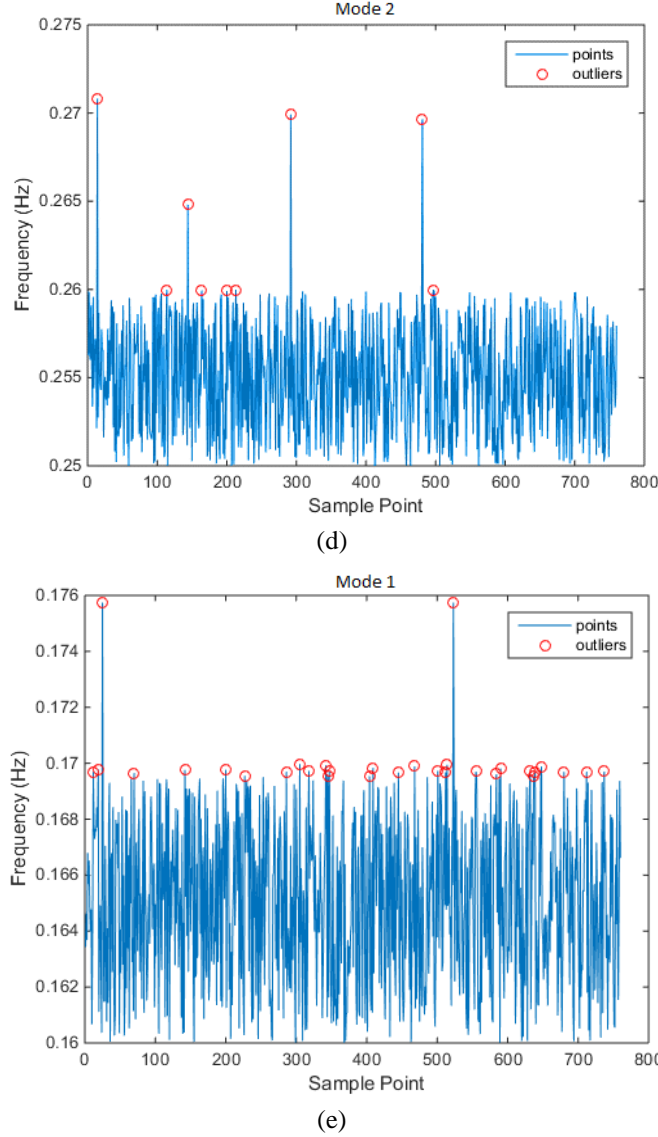 Mode 2
0.275
points
outliers
0.27
0.265
0.26
0.255
0.25
Frequency (Hz)
0 100 200 300 400 500 600 700 800
Sample Point
(d)
Mode 1
0.176
points
outliers
0.174
0.172
0.17
0.168
0.166
0.164
0.162
0.16
Frequency (Hz)
0 100 200 300 400 500 600 700 800
Sample Point
(e)